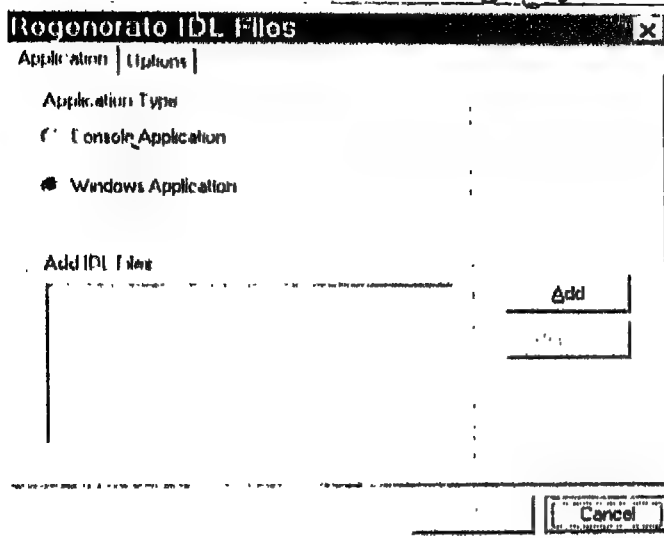 Regenerate IDL Files
Application Options
Application Type
Console Application
Windows Application
Add IDL Files
Add
Cancel